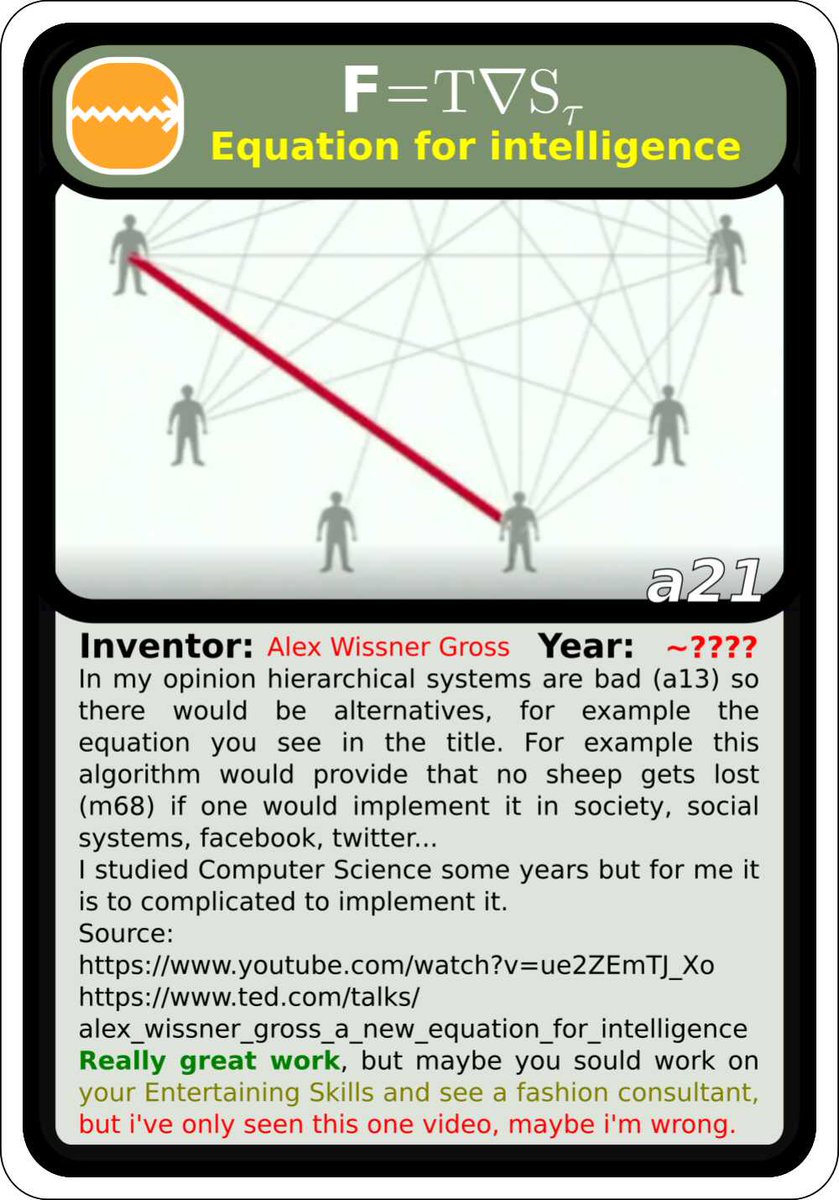 F=T∇Sτ
Equation for intelligence
a21
Inventor: Alex Wissner Gross Year: ~????
In my opinion hierarchical systems are bad (a13) so
there would be alternatives, for example the
equation you see in the title. For example this
algorithm would provide that no sheep gets lost
(m68) if one would implement it in society, social
systems, facebook, twitter...
I studied Computer Science some years but for me it
is to complicated to implement it.
Source:
https://www.youtube.com/watch?v=ue2ZEmTJ_Xo
https://www.ted.com/talks/
alex_wissner_gross_a_new_equation_for_intelligence
Really great work, but maybe you sould work on
your Entertaining Skills and see a fashion consultant,
but i've only seen this one video, maybe i'm wrong.